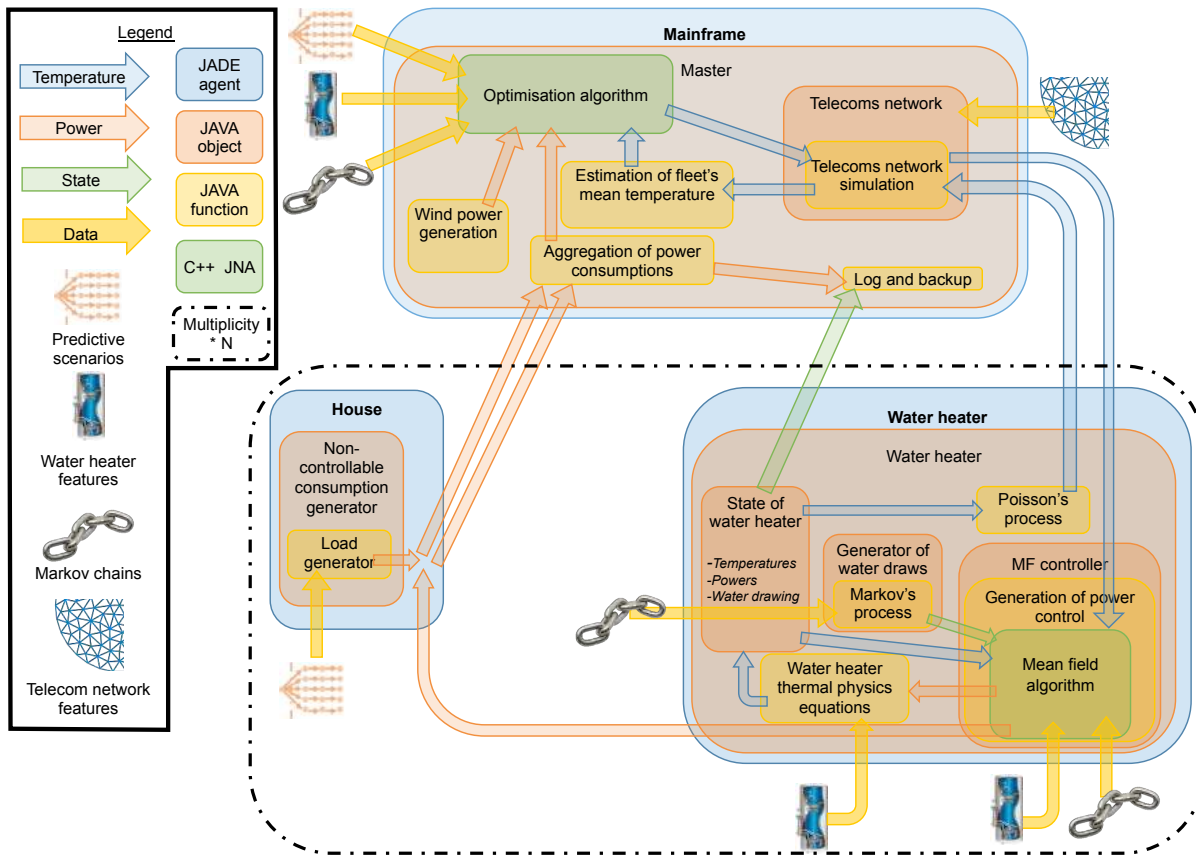 Legend
Temperature
Power
State
Data
JADE
agent
JAVA
object
JAVA
function
C++ JNA
Multiplicity
* N
Predictive
scenarios
Water heater
features
Markov chains
Telecom network
features
Mainframe
Master
Optimisation algorithm
Telecoms network
Telecoms network
simulation
Estimation of fleet's
mean temperature
Wind power
generation
Aggregation of power
consumptions
Log and backup
House
Non-
controllable
consumption
generator
Load
generator
Water heater
Water heater
State of
water heater
-Temperatures
-Powers
-Water drawing
Poisson's
process
Generator of
water draws
Markov's
process
MF controller
Generation of power
control
Mean field
algorithm
Water heater
thermal physics
equations